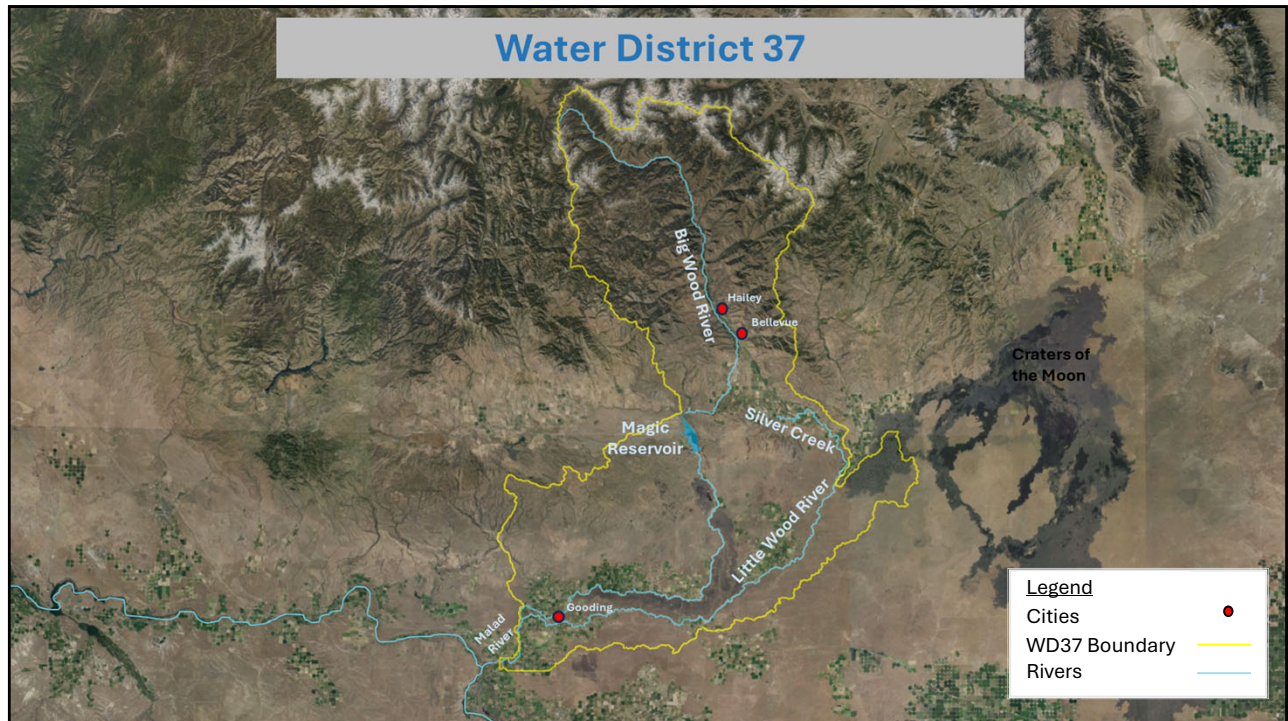 Water District 37
Big Wood River
Hailey
Bellevue
Craters of
the Moon
Silver Creek
Magic
Reservoir
Little Wood River
Gooding
Malad
River
Legend
Cities
WD37 Boundary
Rivers